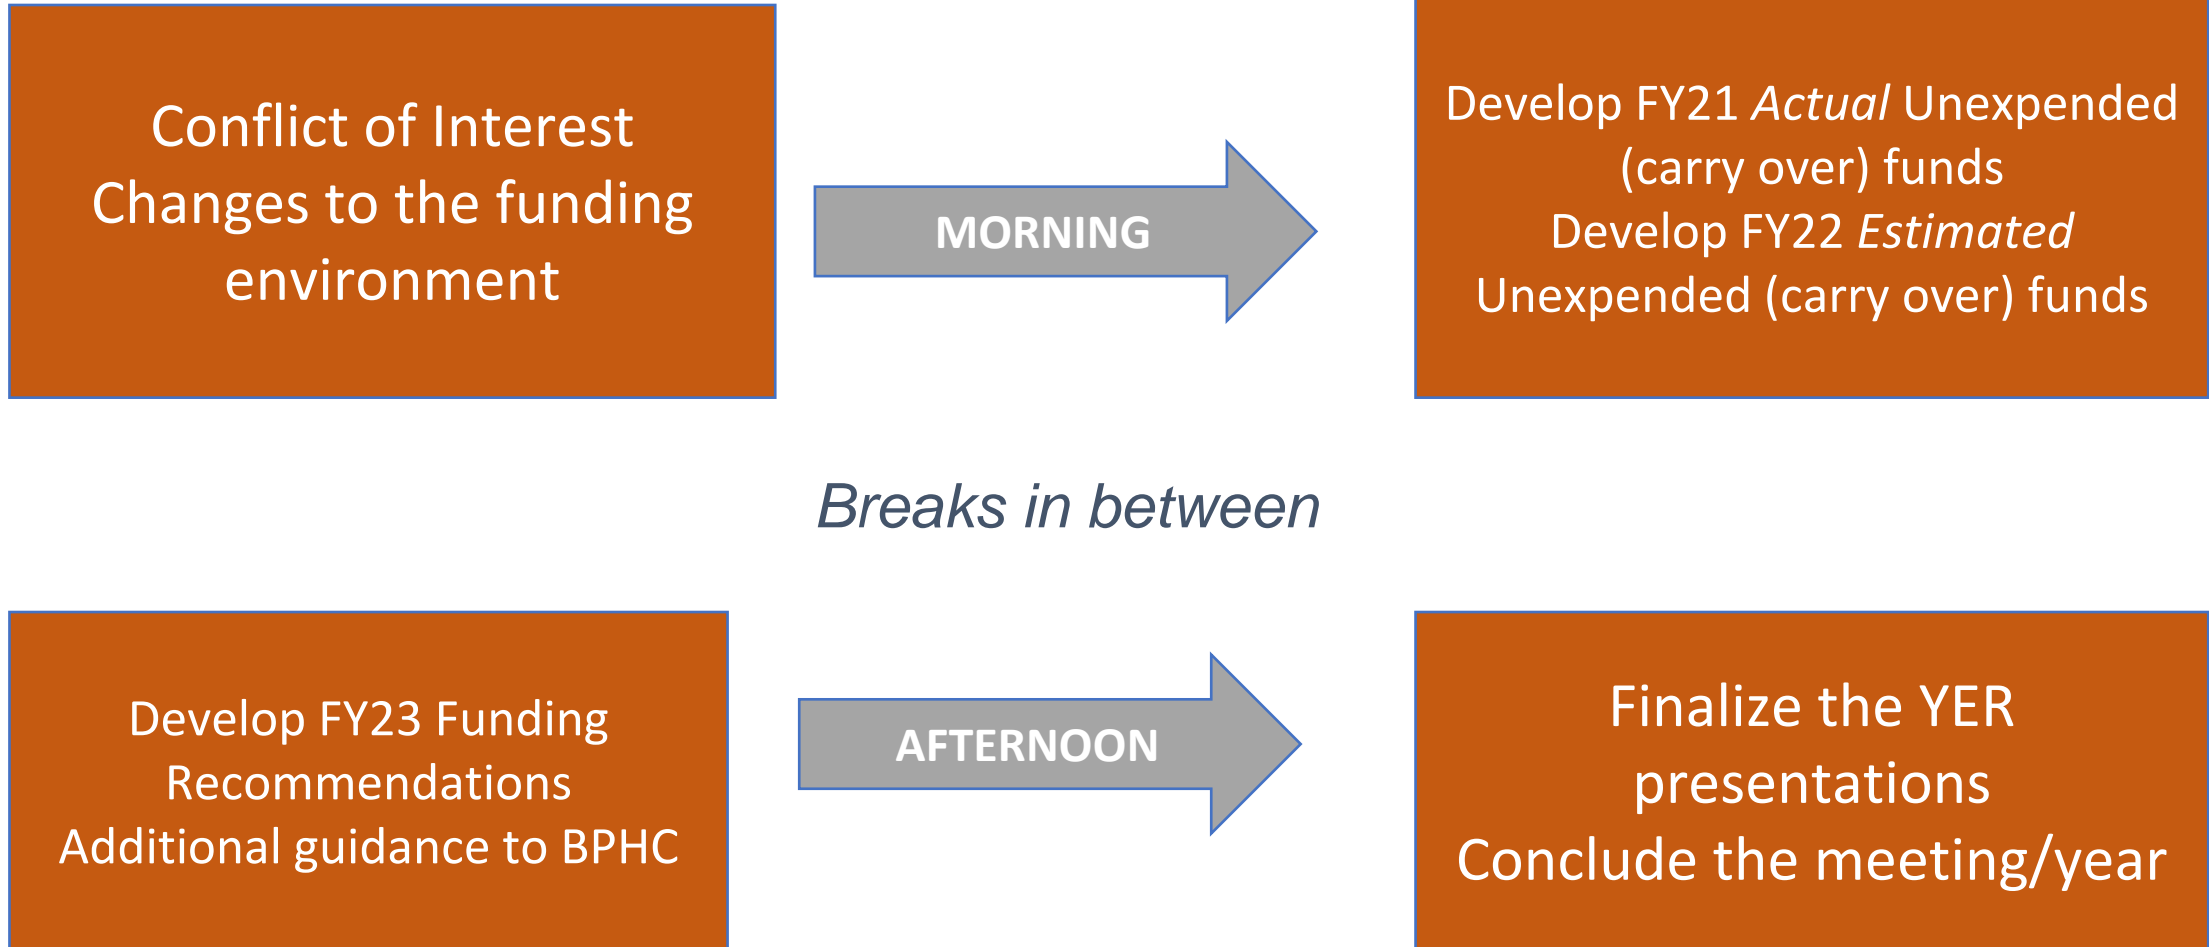 Conflict of Interest
Changes to the funding
environment
MORNING
Develop FY21 Actual Unexpended
(carry over) funds
Develop FY22 Estimated
Unexpended (carry over) funds
Breaks in between
Develop FY23 Funding
Recommendations
Additional guidance to BPHC
AFTERNOON
Finalize the YER
presentations
Conclude the meeting/year